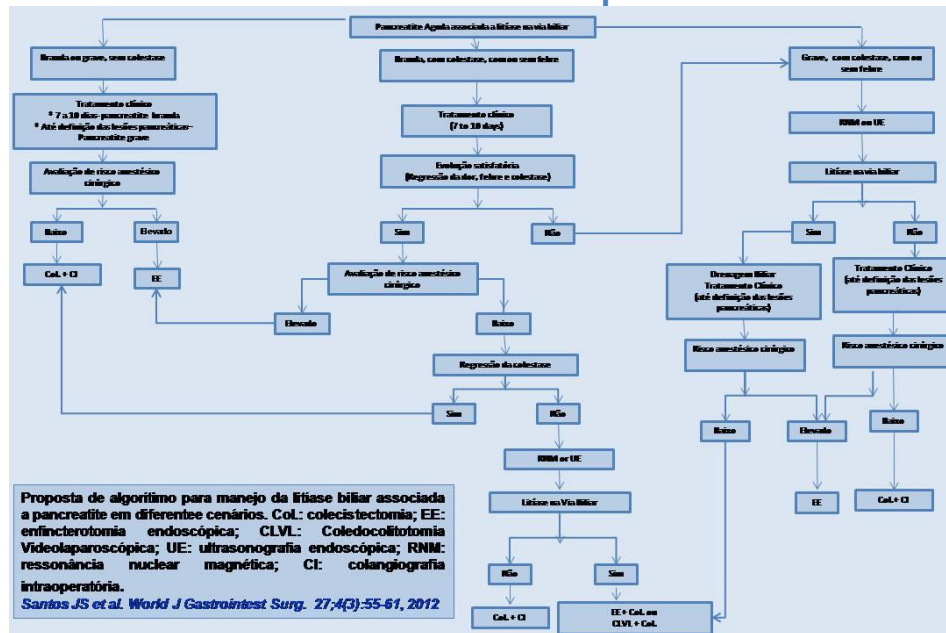 Pancreatite Aguda associada a litíase na via biliar
Branda ou grave, sem colestase
Tratamento clínico
* 7 a 10 dias-pancreatite branda
* Até definição das lesões pancreáticas–
Pancreatite grave
Avaliação de risco anestésico
cirúrgico
Baixo
Elevado
CoL + CI
EE
Branda, com colestase, com ou sem febre
Tratamento clínico
(7 to 10 days)
Evolução satisfatória
(Regressão da dor, febre e colestase)
Sim
Não
Avaliação de risco anestésico
cirúrgico
Elevado
Baixo
Regressão da colestase
Sim
Não
RNM or UE
Litíase na Via Biliar
Não
Sim
CoL + CI
EE + CoL ou
CLVL + CoL
Grave, com colestase, com ou
sem febre
RNM ou UE
Litíase na via biliar
Sim
Não
Drenagem Biliar
Tratamento Clínico
(até definição das lesões
pancreáticas)
Tratamento Clínico
(até definição das lesões
pancreáticas)
Risco anestésico cirúrgico
Risco anestésico cirúrgico
Baixo
Elevado
Baixo
EE
CoL + CI
Proposta de algorítimo para manejo da litíase biliar associada
a pancreatite em diferentee cenários. CoL: colecistectomia; EE:
enfincterotomia endoscópica; CLVL: Coledocolitotomia
Videolaparoscópica; UE: ultrasonografia endoscópica; RNM:
ressonância nuclear magnética; CI: colangiografia
intraoperatória.
Santos JS et al. World J Gastrointest Surg. 27;4(3):55-61, 2012